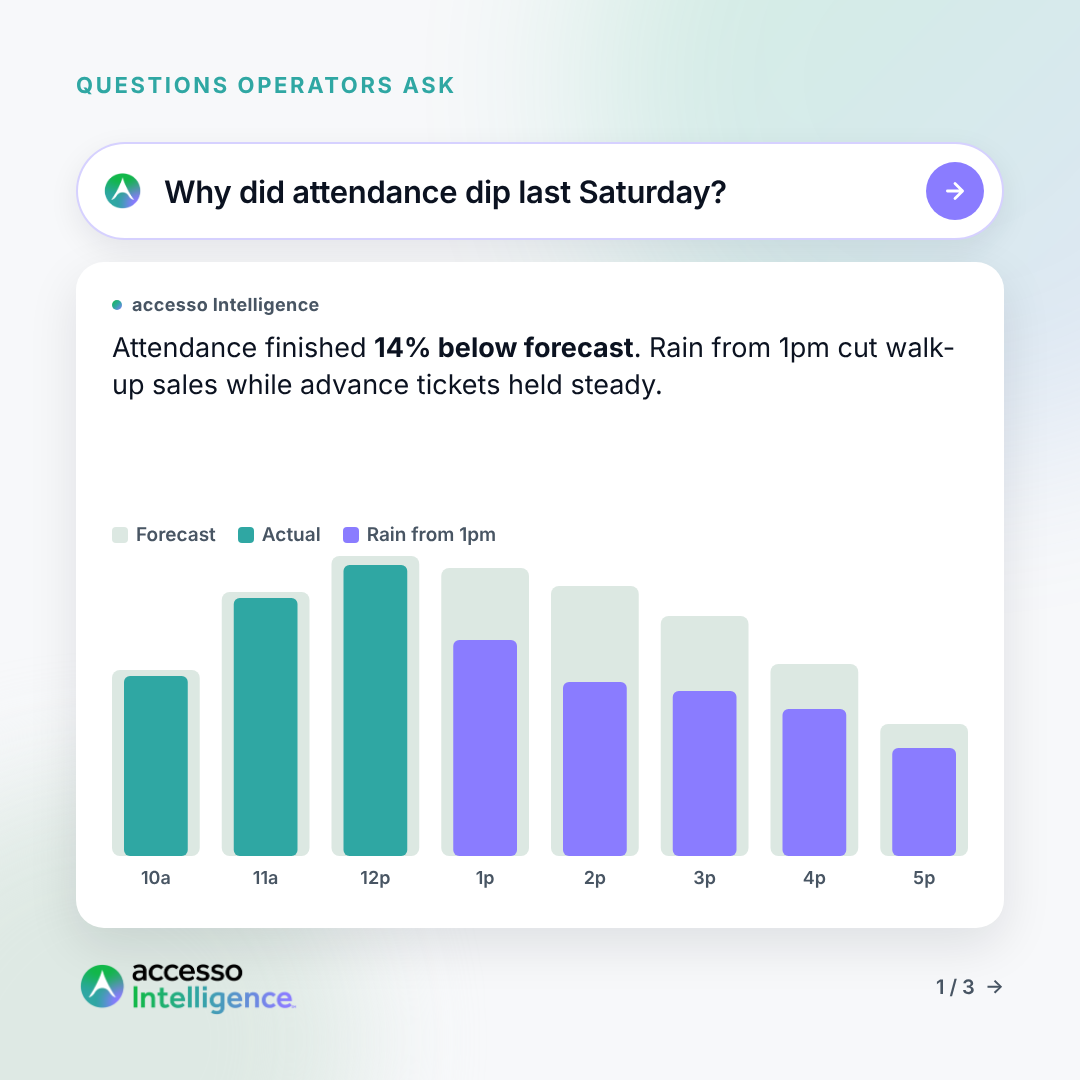 QUESTIONS OPERATORS ASK
Why did attendance dip last Saturday?
accesso Intelligence
Attendance finished 14% below forecast. Rain from 1pm cut walk-
up sales while advance tickets held steady.
Forecast Actual Rain from 1pm
10a 11a 12p 1p 2p 3p 4p 5p
accesso
Intelligence
1 / 3 →